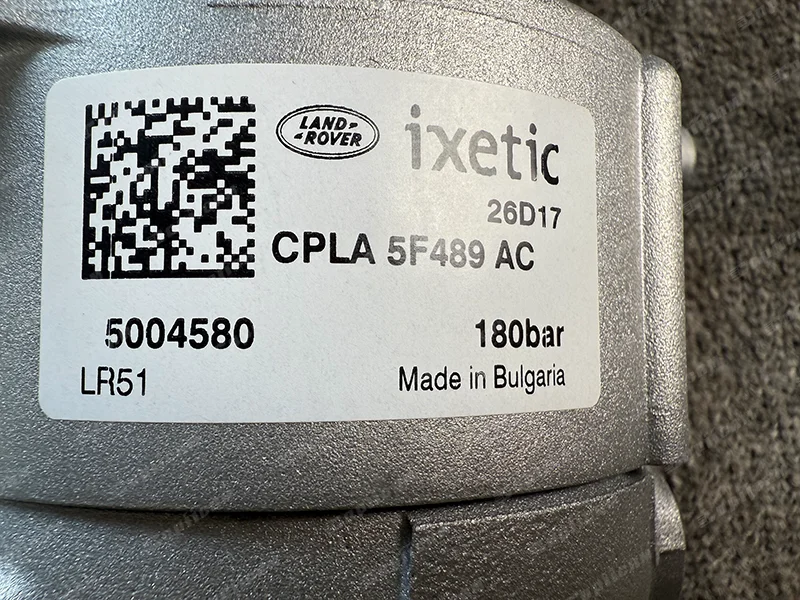 LAND-
-ROVER
ixetic
26D17
CPLA 5F489 AC
5004580
180bar
LR51
Made in Bulgaria